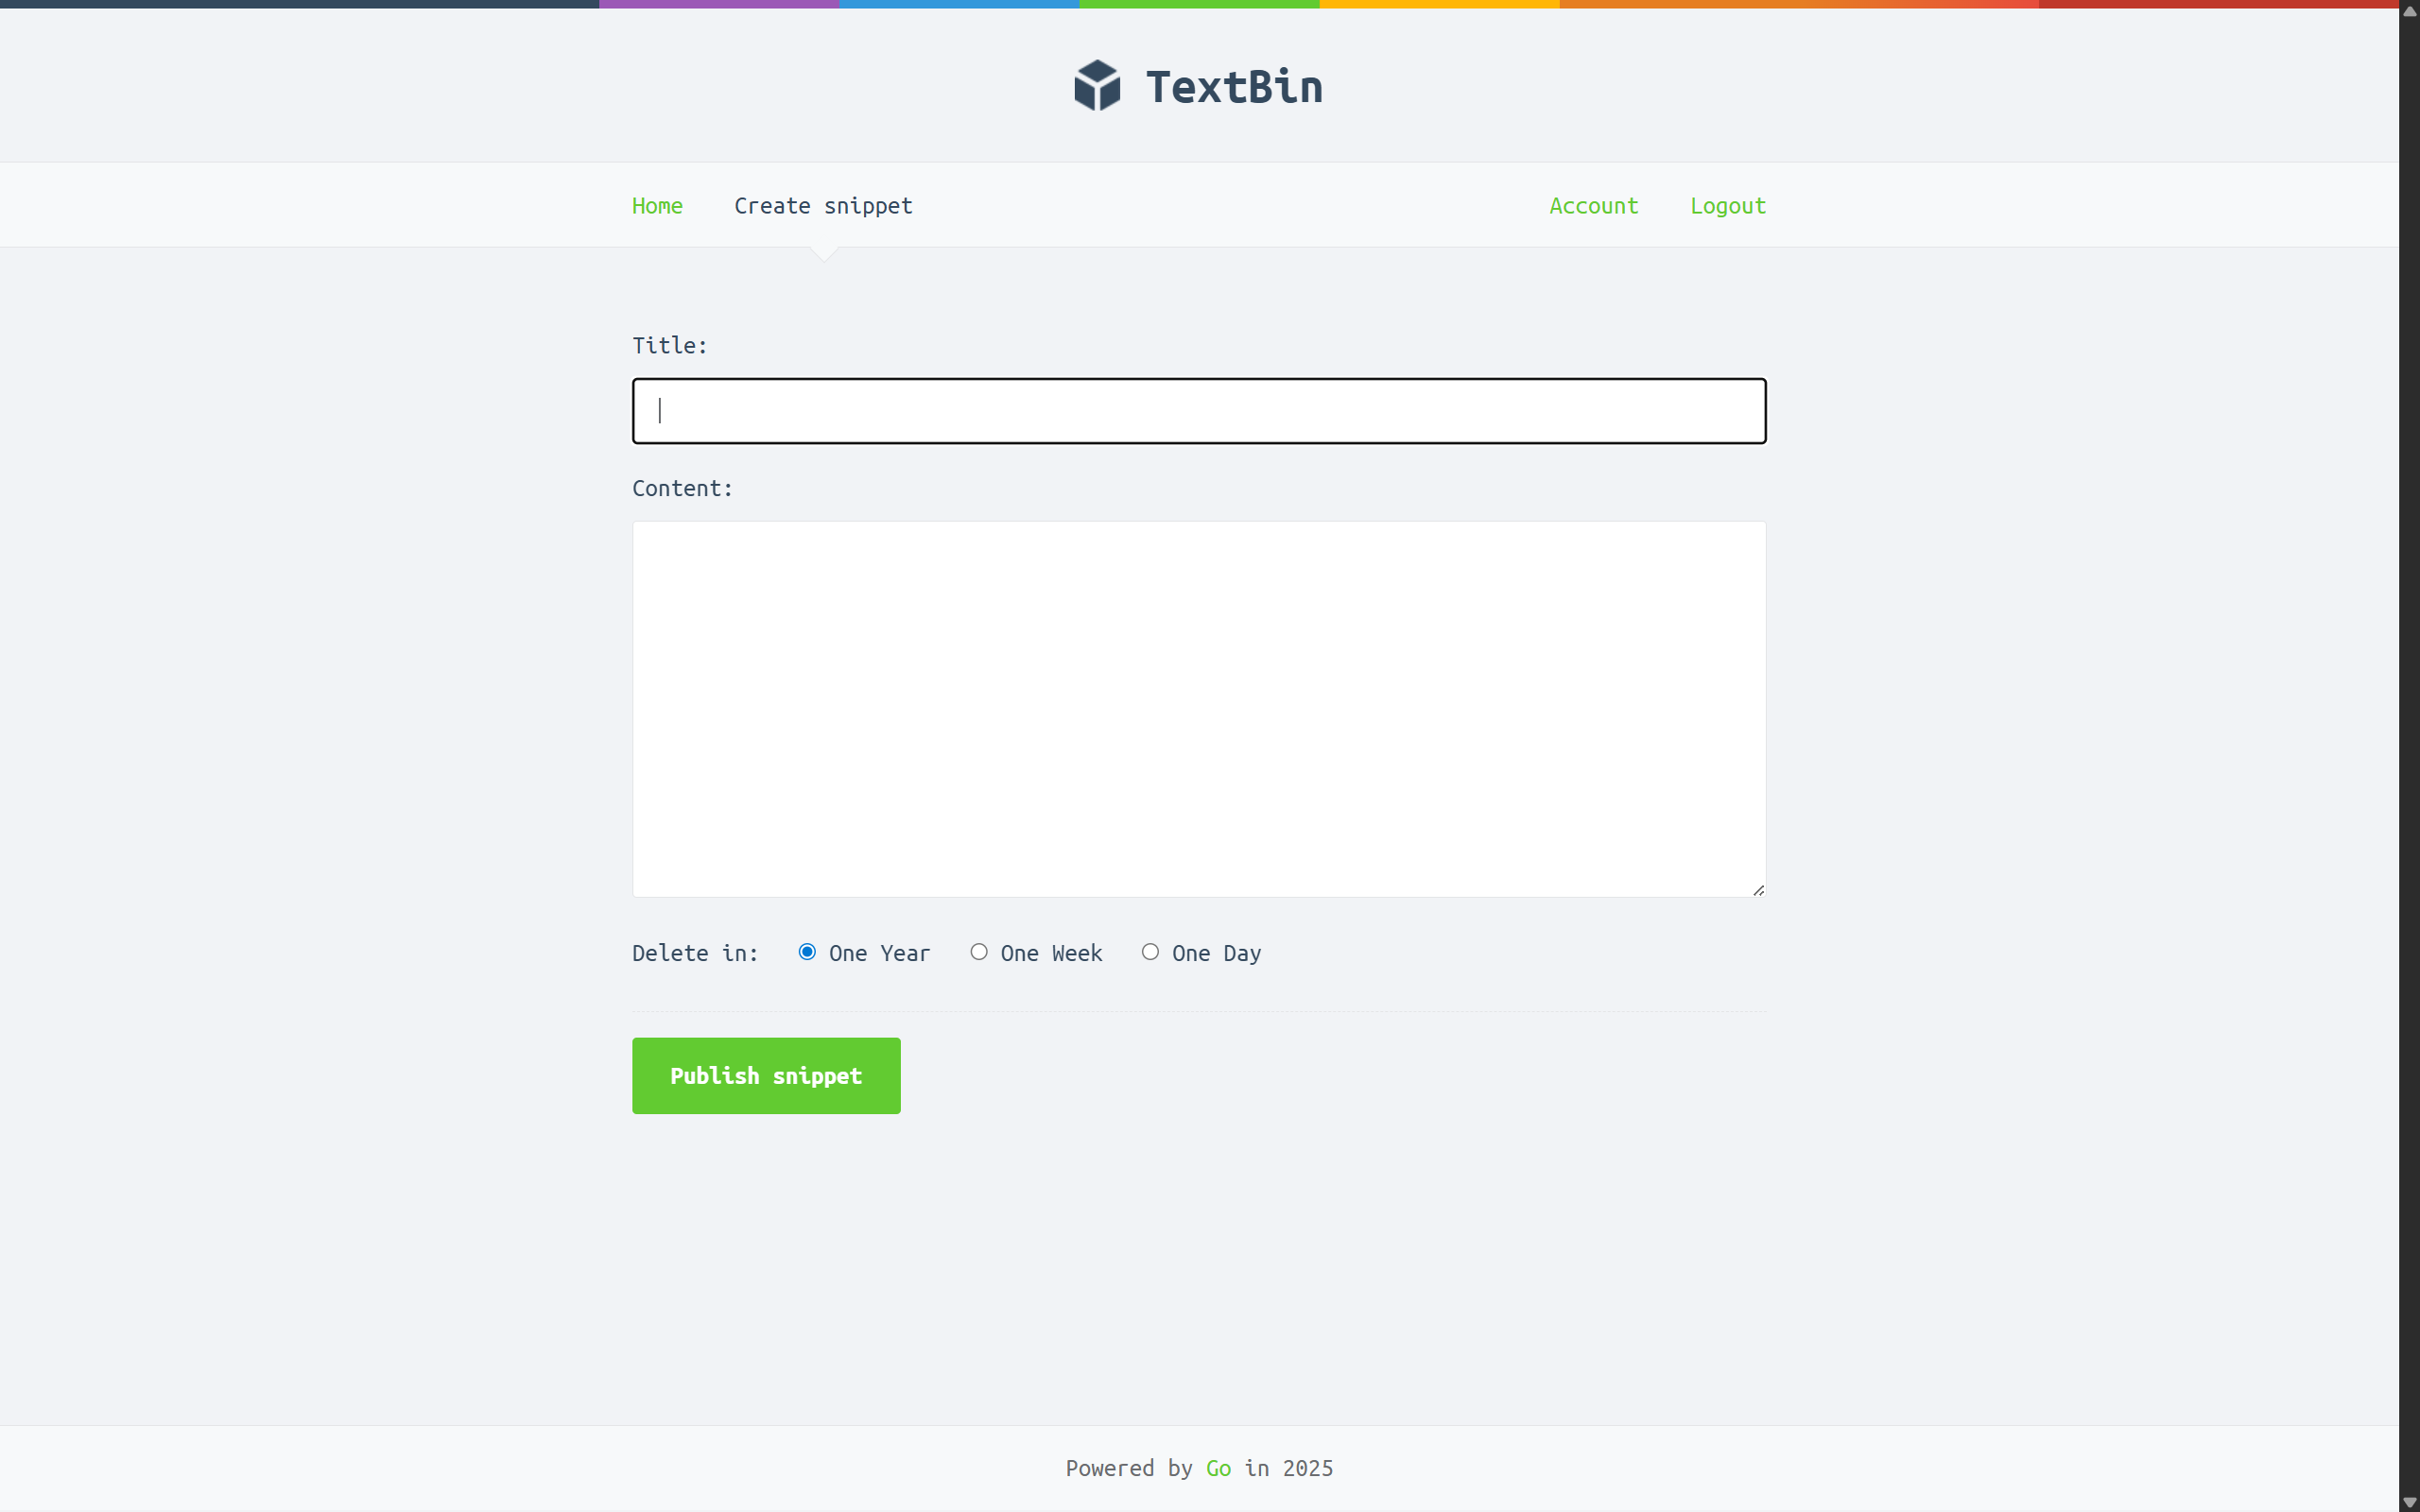 TextBin
Home Create snippet Account Logout
Title:
Content:
Delete in: One Year One Week One Day
Publish snippet
Powered by Go in 2025